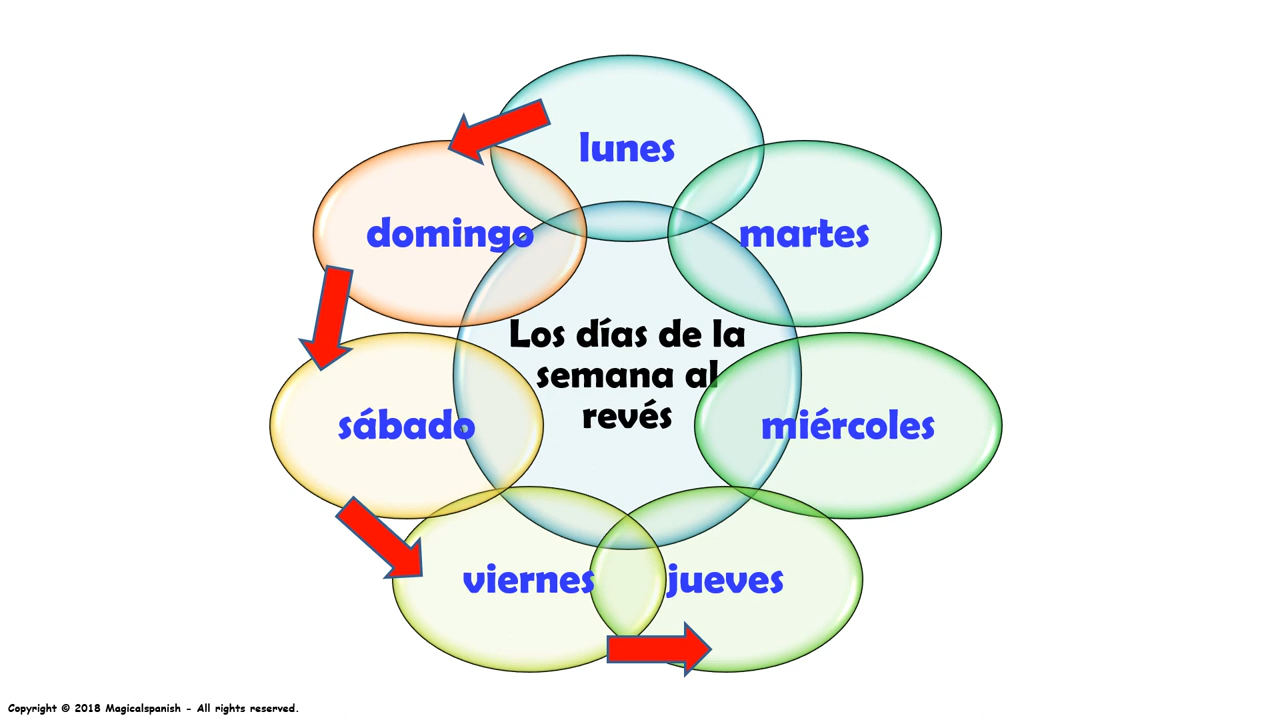 lunes
domingo
martes
Los días de la
semana al
revés
sábado
miércoles
viernes
jueves
Copyright © 2018 Magicalspanish - All rights reserved.